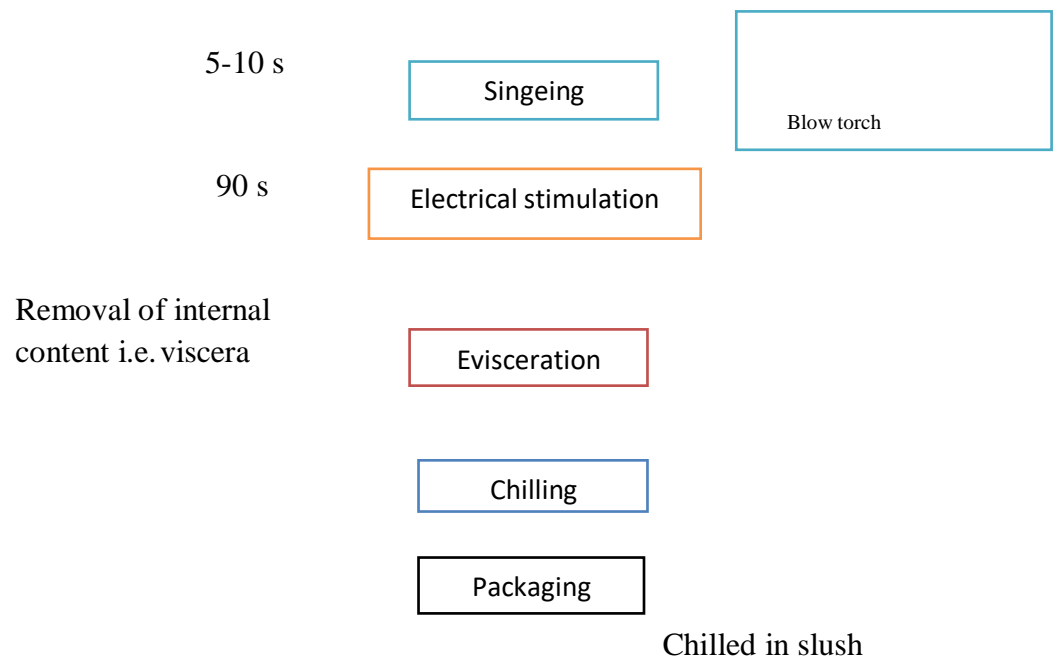 5-10 s
Singeing
Blow torch
90 s
Electrical stimulation
Removal of internal
content i.e. viscera
Evisceration
Chilling
Packaging
Chilled in slush